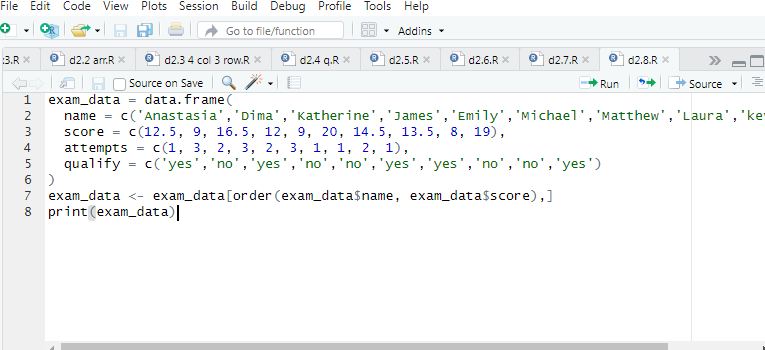 File Edit Code View Plots Session Build Debug Profile Tools Help
Go to file/function Addins
3.R d2.2 arr.R d2.3 4 col 3 row.R d2.4 q.R d2.5.R d2.6.R d2.7.R d2.8.R
Source on Save Run Source
1 exam_data = data.frame(
2 name = c('Anastasia','Dima','Katherine','James','Emily','Michael','Matthew','Laura','kev
3 score = c(12.5, 9, 16.5, 12, 9, 20, 14.5, 13.5, 8, 19),
4 attempts = c(1, 3, 2, 3, 2, 3, 1, 1, 2, 1),
5 qualify = c('yes','no','yes','no','no','yes','yes','no','no','yes')
6 )
7 exam_data <- exam_data[order(exam_data$name, exam_data$score),]
8 print(exam_data)